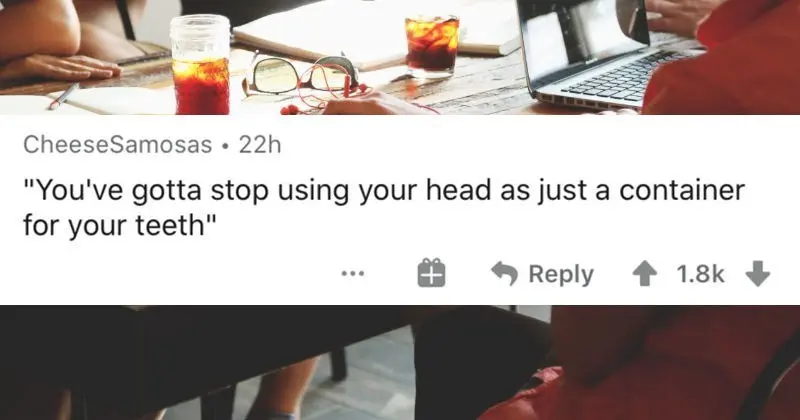 CheeseSamosas • 22h
"You've gotta stop using your head as just a container
for your teeth"
Reply 1.8k